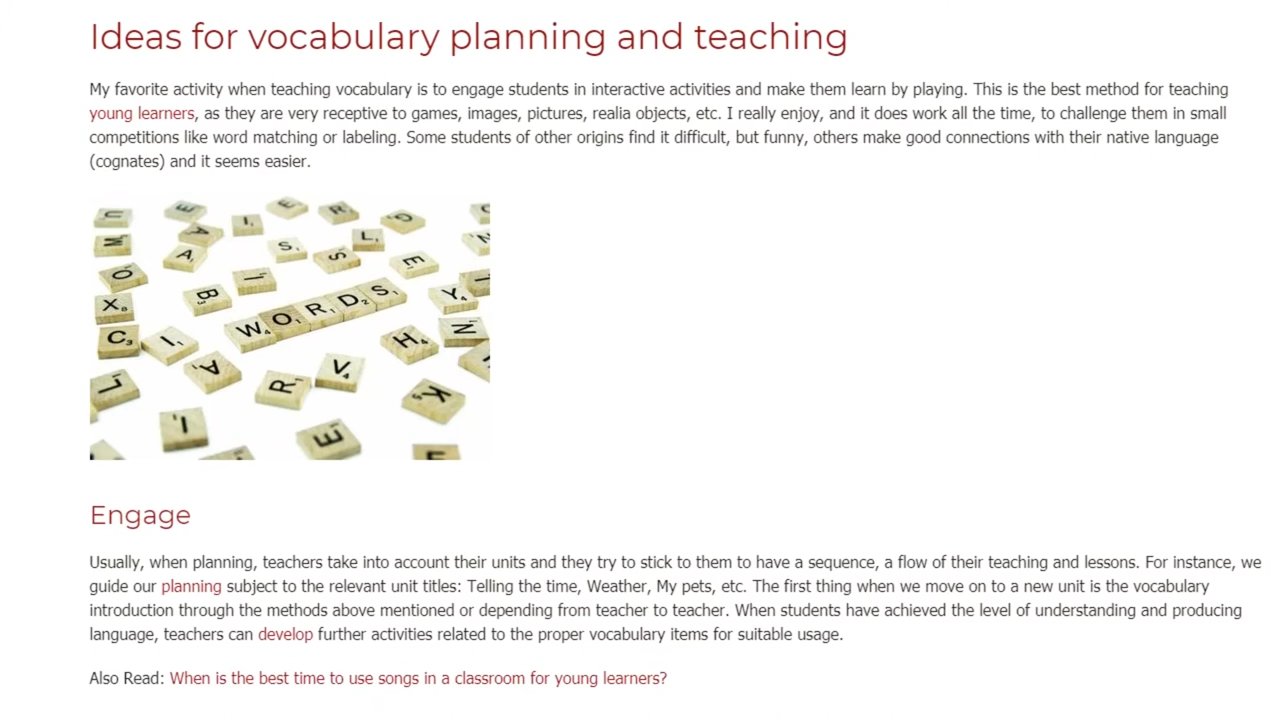 Ideas for vocabulary planning and teaching
My favorite activity when teaching vocabulary is to engage students in interactive activities and make them learn by playing. This is the best method for teaching
young learners, as they are very receptive to games, images, pictures, realia objects, etc. I really enjoy, and it does work all the time, to challenge them in small
competitions like word matching or labeling. Some students of other origins find it difficult, but funny, others make good connections with their native language
(cognates) and it seems easier.
WORDS
Engage
Usually, when planning, teachers take into account their units and they try to stick to them to have a sequence, a flow of their teaching and lessons. For instance, we
guide our planning subject to the relevant unit titles: Telling the time, Weather, My pets, etc. The first thing when we move on to a new unit is the vocabulary
introduction through the methods above mentioned or depending from teacher to teacher. When students have achieved the level of understanding and producing
language, teachers can develop further activities related to the proper vocabulary items for suitable usage.
Also Read: When is the best time to use songs in a classroom for young learners?